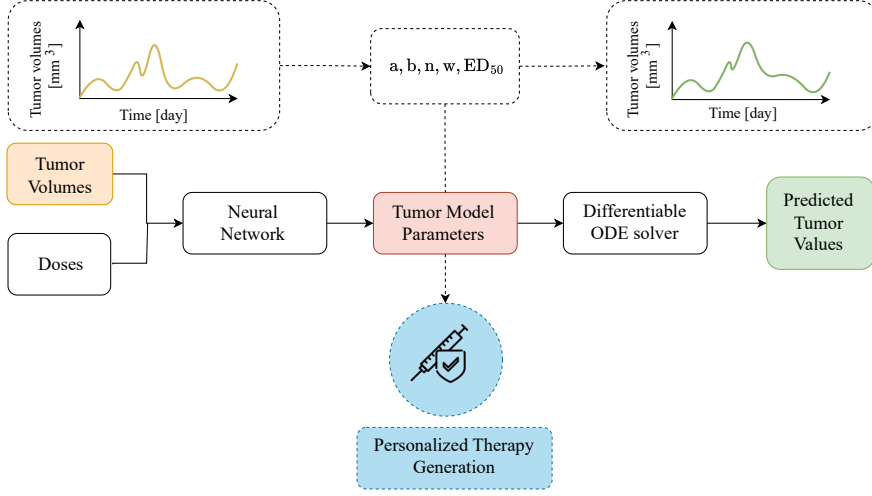 Tumor volumes
[mm ³]
Time [day]
a, b, n, w, ED₅₀
Tumor volumes
[mm ³]
Time [day]
Tumor
Volumes
Doses
Neural
Network
Tumor Model
Parameters
Differentiable
ODE solver
Predicted
Tumor
Values
Personalized Therapy
Generation